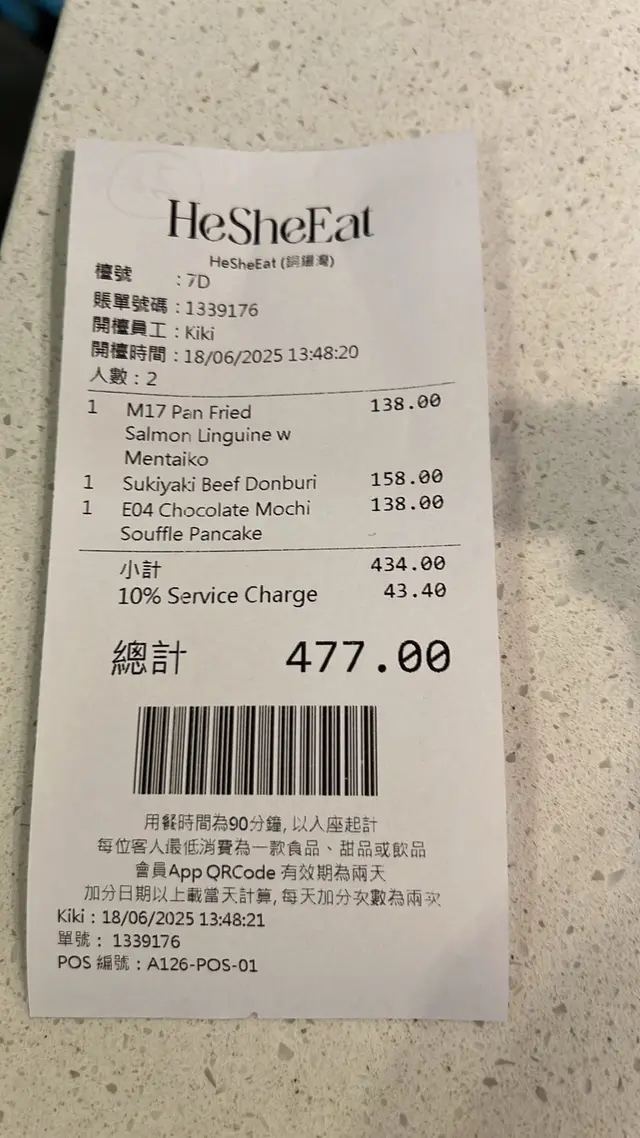 HeSheEat
HeSheEat (銅鑼灣)
檯號 : 7D
賬單號碼 : 1339176
開檯員工 : Kiki
開檯時間 : 18/06/2025 13:48:20
人數 : 2
1 M17 Pan Fried 138.00
Salmon Linguine w
Mentaiko
1 Sukiyaki Beef Donburi 158.00
1 E04 Chocolate Mochi 138.00
Souffle Pancake
小計 434.00
10% Service Charge 43.40
總計 477.00
用餐時間為90分鐘, 以入座起計
每位客人最低消費為一款食品、甜品或飲品
會員App QRCode 有效期為兩天
加分日期以上載當天計算, 每天加分次數為兩次
Kiki : 18/06/2025 13:48:21
單號 : 1339176
POS 編號 : A126-POS-01